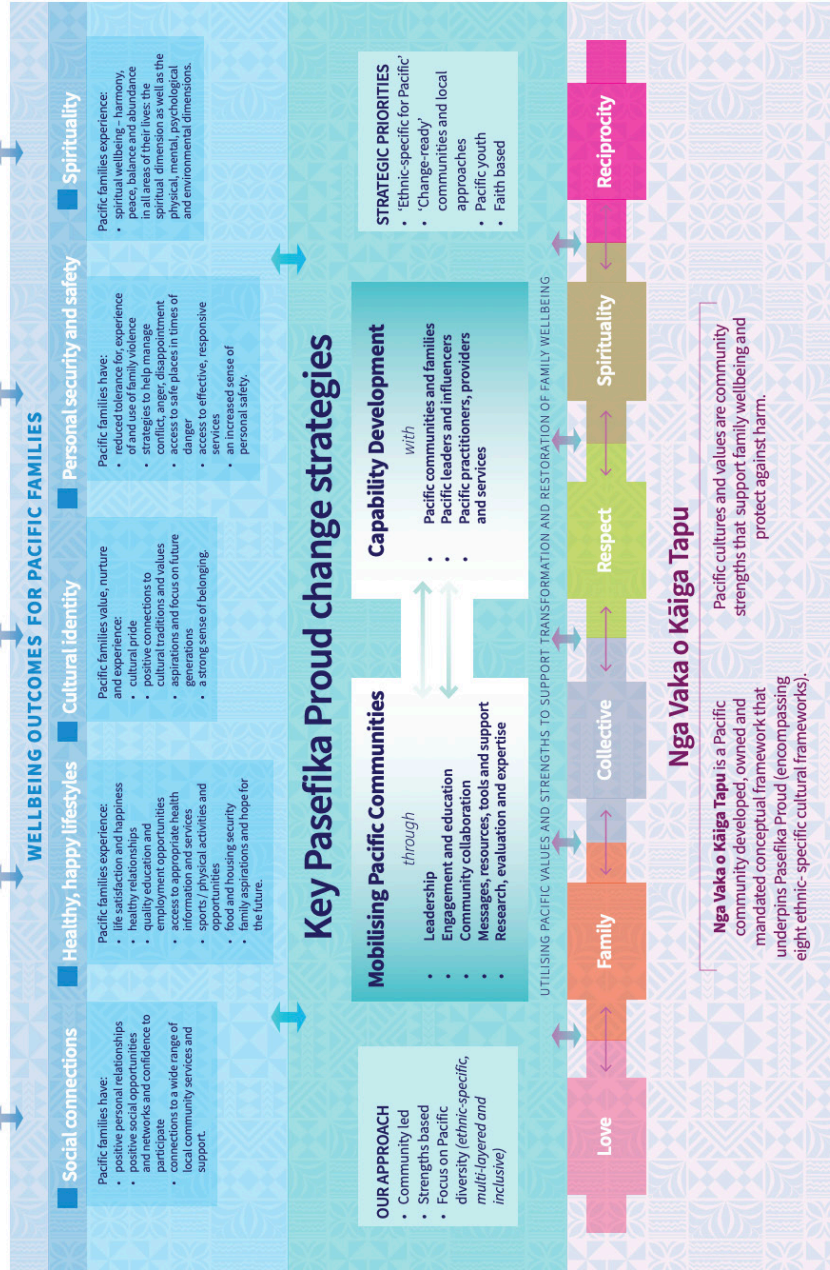 WELLBEING OUTCOMES FOR PACIFIC FAMILIES
Social connections
Pacific families have:
• positive personal relationships
• positive social opportunities
and networks and confidence to
participate
• connections to a wide range of
local community services and
support.
Healthy, happy lifestyles
Pacific families experience:
• life satisfaction and happiness
• healthy relationships
• quality education and
employment opportunities
• access to appropriate health
information and services
• sports / physical activities and
opportunities
• food and housing security
• family aspirations and hope for
the future.
Cultural identity
Pacific families value, nurture
and experience:
• cultural pride
• positive connections to
cultural traditions and values
• aspirations and focus on future
generations
• a strong sense of belonging.
Personal security and safety
Pacific families have:
• reduced tolerance for, experience
of and use of family violence
• strategies to help manage
conflict, anger, disappointment
• access to safe places in times of
danger
• access to effective, responsive
services
• an increased sense of
personal safety.
Spirituality
Pacific families experience:
• spiritual wellbeing – harmony,
peace, balance and abundance
in all areas of their lives: the
spiritual dimension as well as the
physical, mental, psychological
and environmental dimensions.
Key Pasefika Proud change strategies
OUR APPROACH
• Community led
• Strengths based
• Focus on Pacific
diversity (ethnic-specific,
multi-layered and
inclusive)
Mobilising Pacific Communities
through
• Leadership
• Engagement and education
• Community collaboration
• Messages, resources, tools and support
• Research, evaluation and expertise
Capability Development
with
• Pacific communities and families
• Pacific leaders and influencers
• Pacific practitioners, providers
and services
STRATEGIC PRIORITIES
• ‘Ethnic-specific for Pacific’
• ‘Change-ready’
communities and local
approaches
• Pacific youth
• Faith based
UTILISING PACIFIC VALUES AND STRENGTHS TO SUPPORT TRANSFORMATION AND RESTORATION OF FAMILY WELLBEING
Love
Family
Collective
Respect
Spirituality
Reciprocity
Nga Vaka o Kāiga Tapu
Nga Vaka o Kāiga Tapu is a Pacific
community developed, owned and
mandated conceptual framework that
underpins Pasefika Proud (encompassing
eight ethnic- specific cultural frameworks).
Pacific cultures and values are community
strengths that support family wellbeing and
protect against harm.